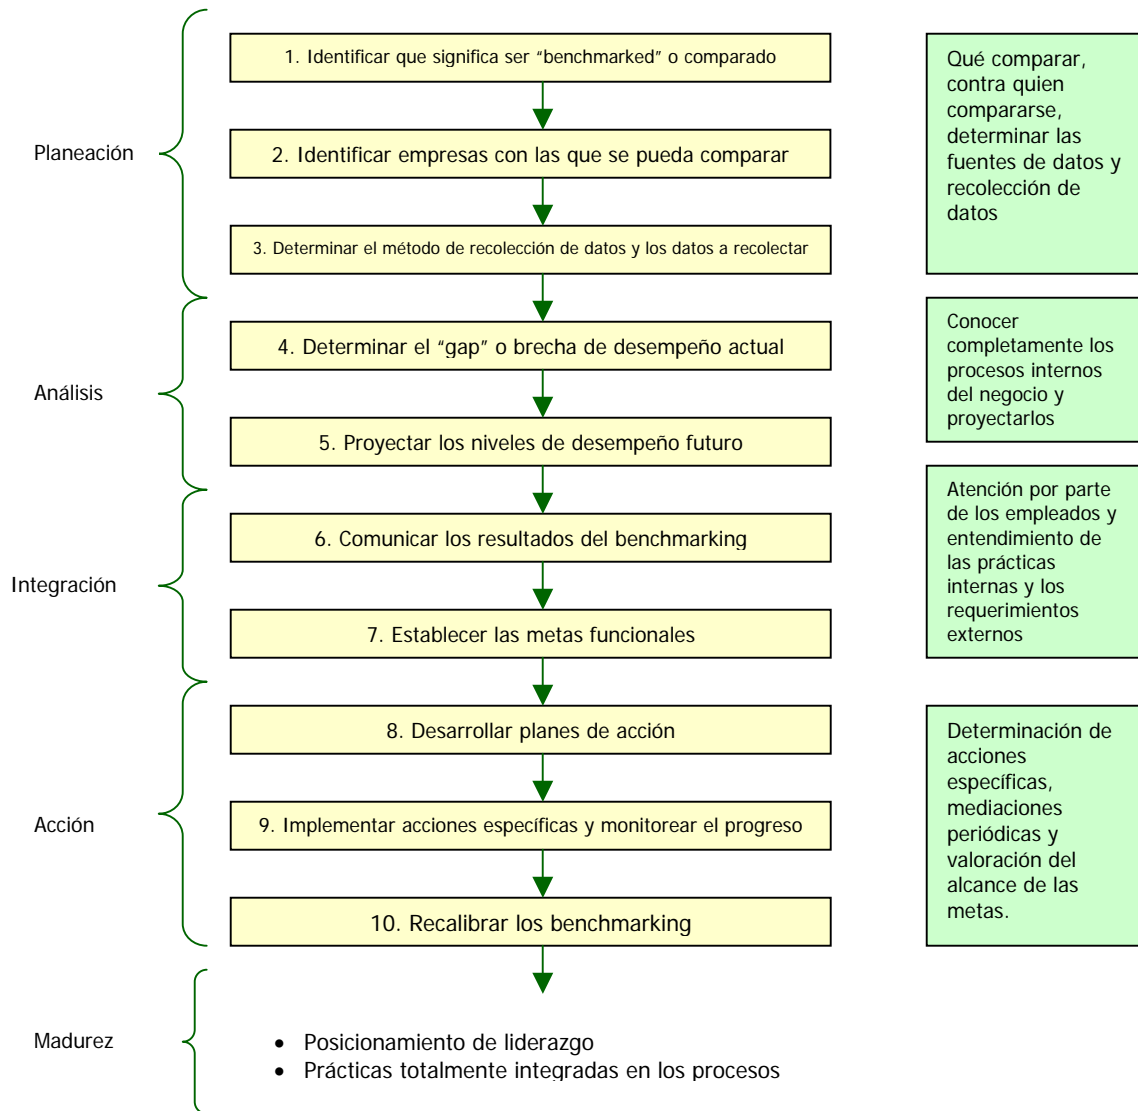 1. Identificar que significa ser “benchmarked” o comparado
Qué comparar,
contra quien
compararse,
determinar las
fuentes de datos y
recolección de
datos
Planeación
2. Identificar empresas con las que se pueda comparar
3. Determinar el método de recolección de datos y los datos a recolectar
4. Determinar el “gap” o brecha de desempeño actual
Conocer
completamente los
procesos internos
del negocio y
proyectarlos
Análisis
5. Proyectar los niveles de desempeño futuro
6. Comunicar los resultados del benchmarking
Atención por parte
de los empleados y
entendimiento de
las prácticas
internas y los
requerimientos
externos
Integración
7. Establecer las metas funcionales
8. Desarrollar planes de acción
Determinación de
acciones
específicas,
mediaciones
periódicas y
valoración del
alcance de las
metas.
Acción
9. Implementar acciones específicas y monitorear el progreso
10. Recalibrar los benchmarking
Madurez
• Posicionamiento de liderazgo
• Prácticas totalmente integradas en los procesos